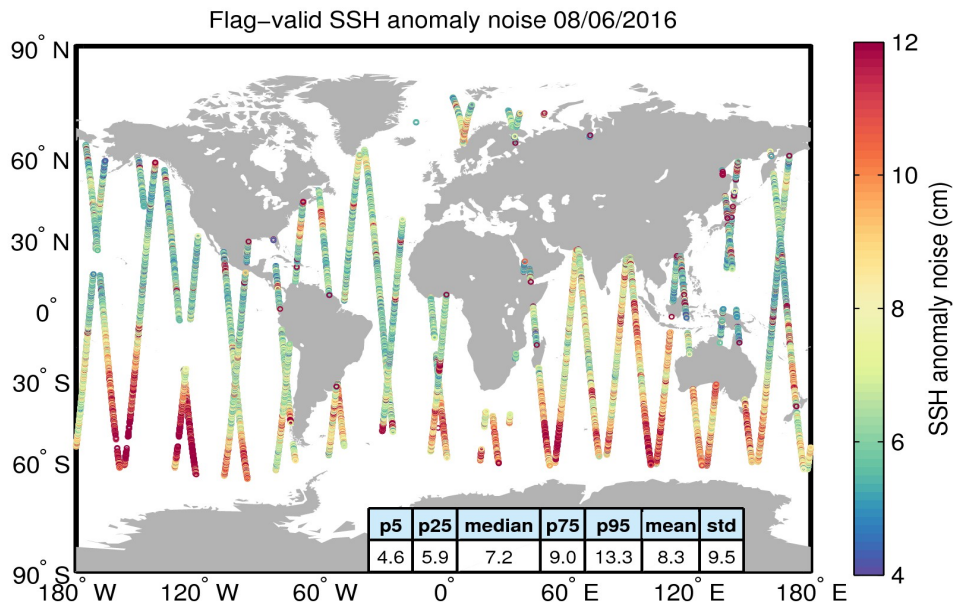 Flag–valid SSH anomaly noise 08/06/2016
90° N
60° N
30° N
0°
30° S
60° S
90° S
180° W
120° W
60° W
0°
60° E
120° E
180° E
p5 p25 median p75 p95 mean std
4.6 5.9 7.2 9.0 13.3 8.3 9.5
12
10
8
6
4
SSH anomaly noise (cm)